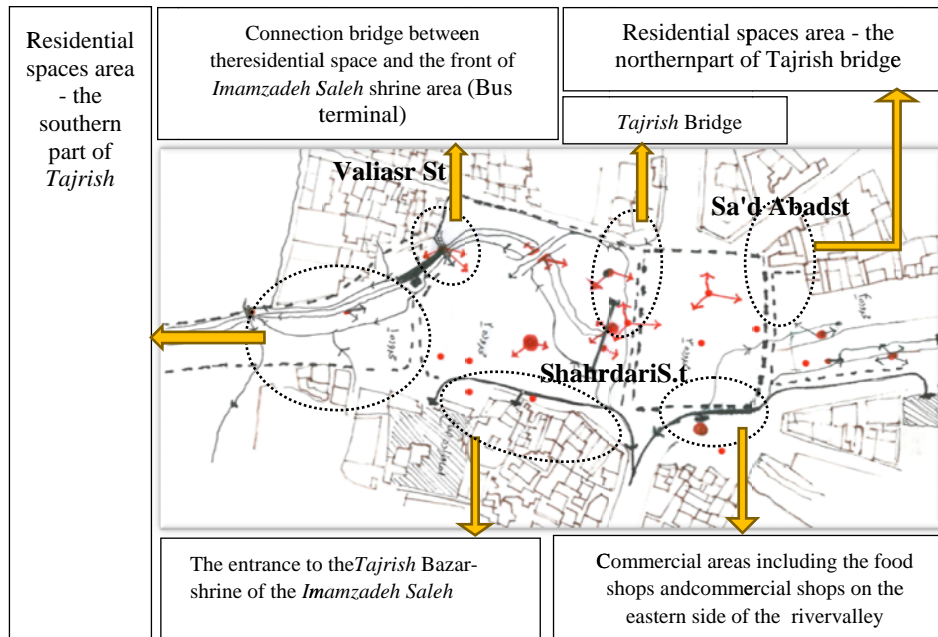 Residential
spaces area
- the
southern
part of
Tajrish
Connection bridge between
theresidential space and the front of
Imamzadeh Saleh shrine area (Bus
terminal)
Residential spaces area - the
northernpart of Tajrish bridge
Tajrish Bridge
Valiasr St
Sa'd Abadst
ShahrdariS.t
The entrance to theTajrish Bazar-
shrine of the Imamzadeh Saleh
Commercial areas including the food
shops andcommercial shops on the
eastern side of the rivervalley